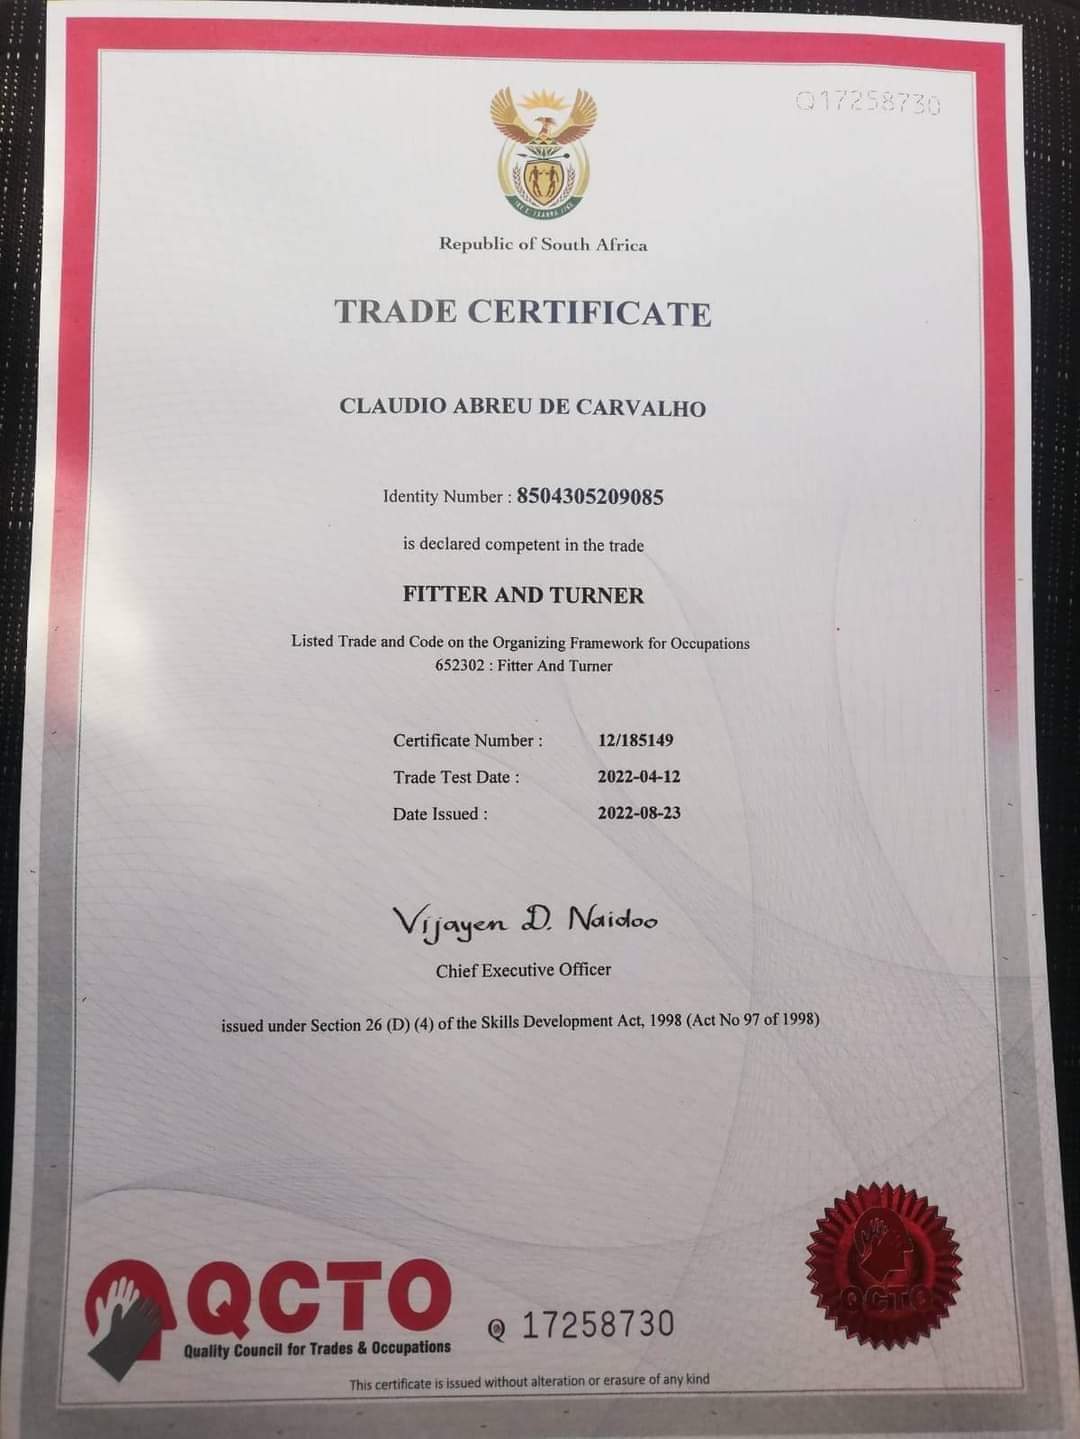 Q17258730
Republic of South Africa
TRADE CERTIFICATE
CLAUDIO ABREU DE CARVALHO
Identity Number : 8504305209085
is declared competent in the trade
FITTER AND TURNER
Listed Trade and Code on the Organizing Framework for Occupations
652302 : Fitter And Turner
Certificate Number : 12/185149
Trade Test Date : 2022-04-12
Date Issued : 2022-08-23
Vijayen D. Naidoo
Chief Executive Officer
issued under Section 26 (D) (4) of the Skills Development Act, 1998 (Act No 97 of 1998)
QCTO
Quality Council for Trades & Occupations
Q 17258730
QCTO
This certificate is issued without alteration or erasure of any kind